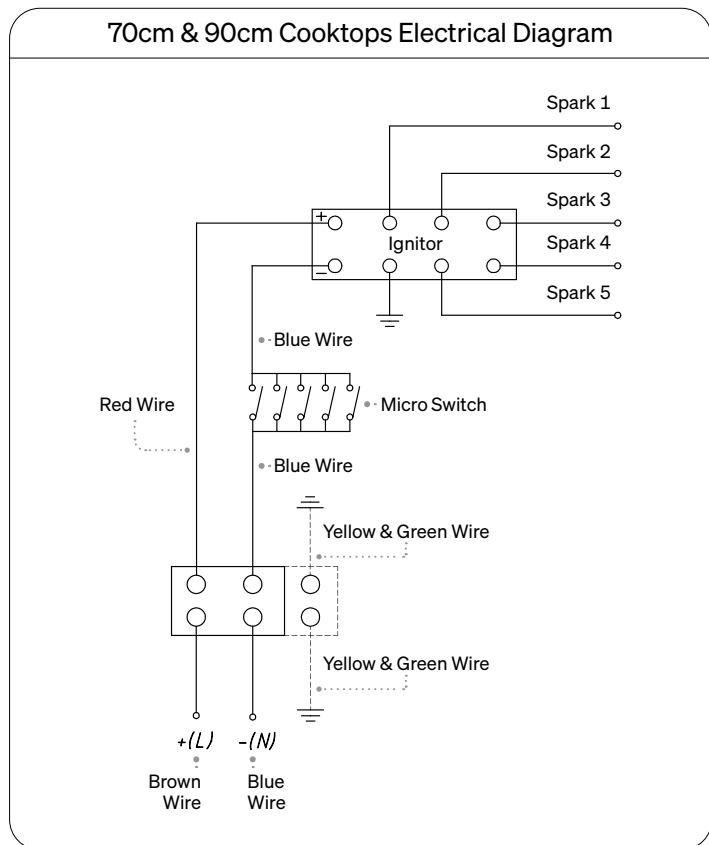 70cm & 90cm Cooktops Electrical Diagram
Spark 1
Spark 2
Spark 3
+
Ignitor
Spark 4
−
Spark 5
Blue Wire
Red Wire
Micro Switch
Blue Wire
Yellow & Green Wire
Yellow & Green Wire
+(L)
-(N)
Brown
Wire
Blue
Wire